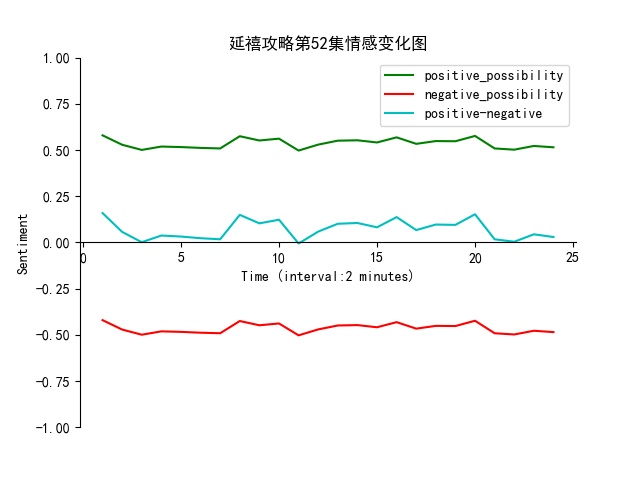 延禧攻略第52集情感变化图
positive_possibility
negative_possibility
positive-negative
1.00
0.75
0.50
0.25
0.00
−0.25
−0.50
−0.75
−1.00
Sentiment
0 5 10 15 20 25
Time (interval:2 minutes)